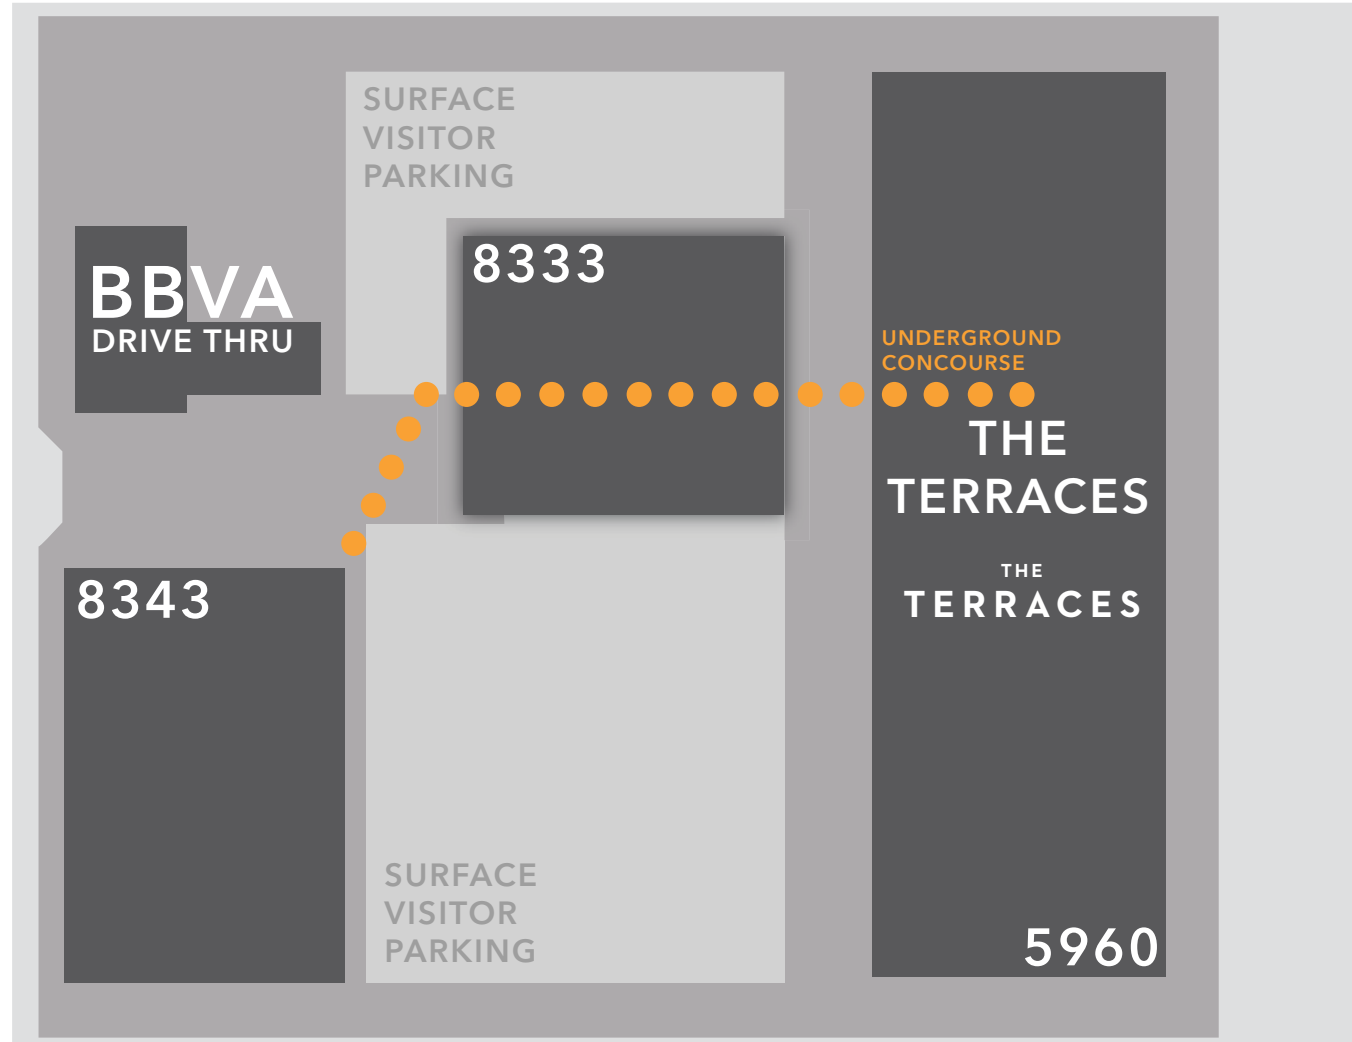 SURFACE
VISITOR
PARKING
8333
BBVA
DRIVE THRU
UNDERGROUND
CONCOURSE
THE
TERRACES
THE
TERRACES
8343
SURFACE
VISITOR
PARKING
5960